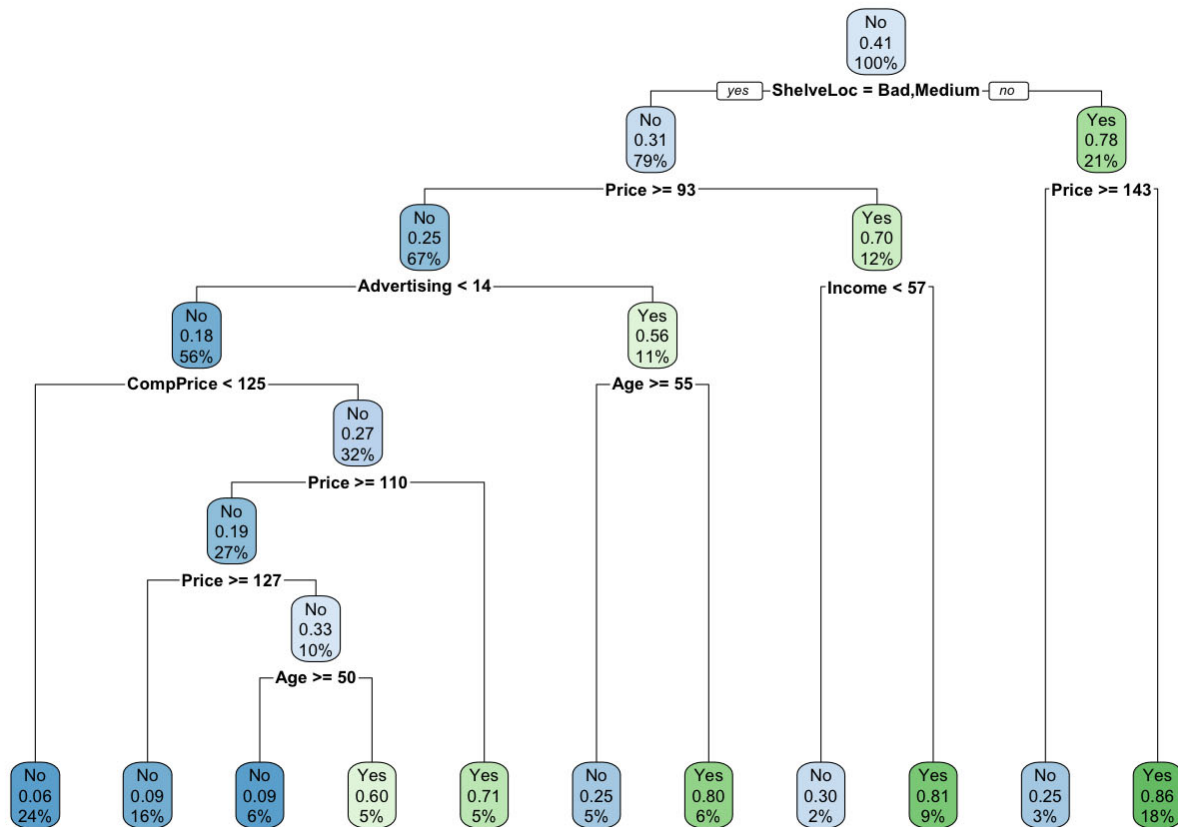 No
0.41
100%
yes ShelveLoc = Bad,Medium no
No
0.31
79%
Yes
0.78
21%
Price >= 93
Price >= 143
No
0.25
67%
Yes
0.70
12%
Advertising < 14
Income < 57
No
0.18
56%
Yes
0.56
11%
CompPrice < 125
Age >= 55
No
0.27
32%
Price >= 110
No
0.19
27%
Price >= 127
No
0.33
10%
Age >= 50
No
0.06
24%
No
0.09
16%
No
0.09
6%
Yes
0.60
5%
Yes
0.71
5%
No
0.25
5%
Yes
0.80
6%
No
0.30
2%
Yes
0.81
9%
No
0.25
3%
Yes
0.86
18%